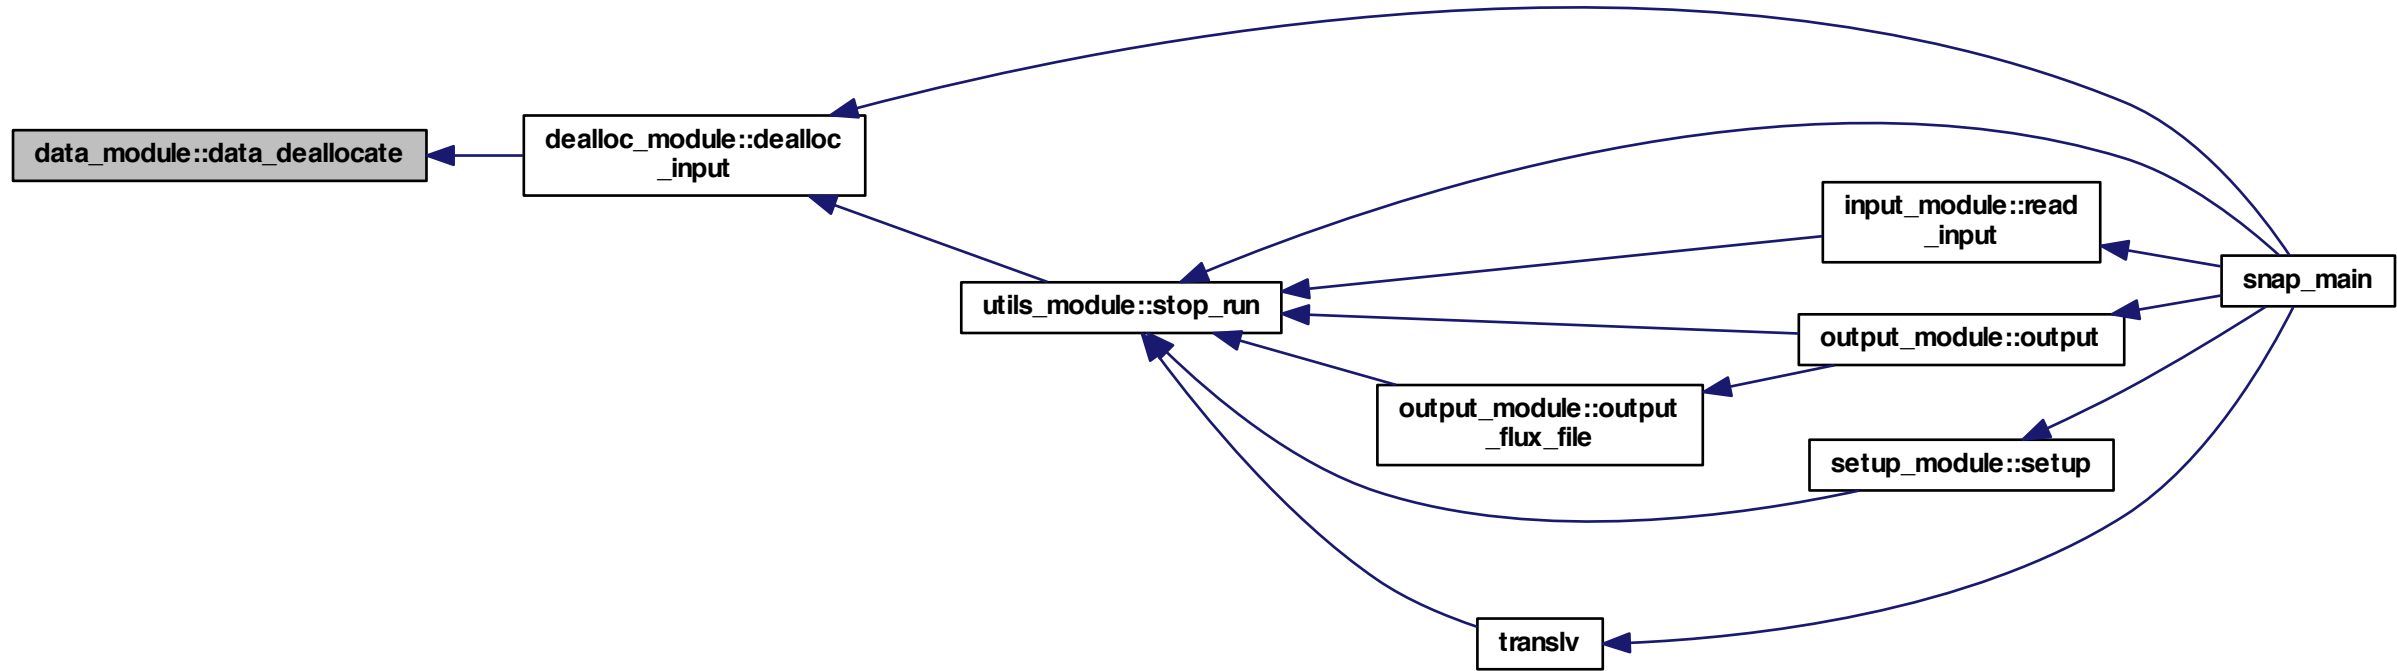 data_module::data_deallocate
dealloc_module::dealloc
_input
utils_module::stop_run
input_module::read
_input
output_module::output
output_module::output
_flux_file
setup_module::setup
translv
snap_main